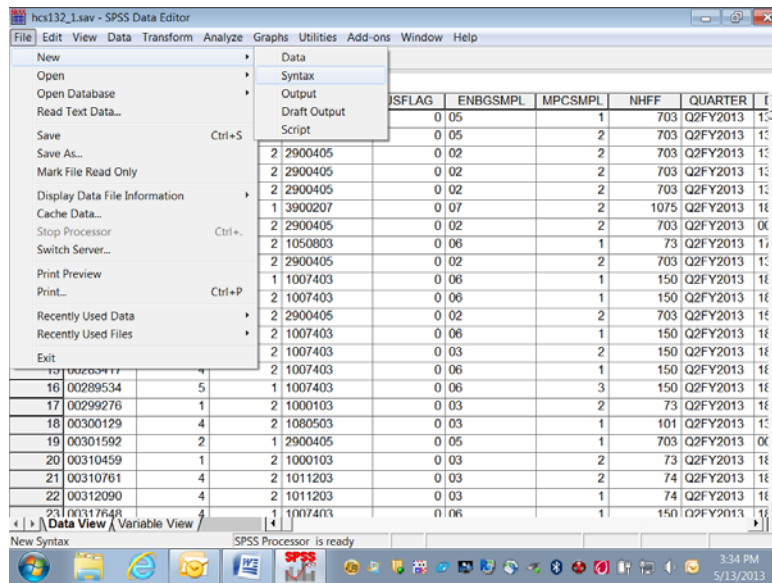 hcs132_1.sav - SPSS Data Editor
File Edit View Data Transform Analyze Graphs Utilities Add-ons Window Help
New
Open
Open Database
Read Text Data...
Save Ctrl+S
Save As...
Mark File Read Only
Display Data File Information
Cache Data...
Stop Processor Ctrl+.
Switch Server...
Print Preview
Print... Ctrl+P
Recently Used Data
Recently Used Files
Exit
Data
Syntax
Output
Draft Output
Script
ENBGSMPL MPCSMPL NHFF QUARTER
0 05 1 703 Q2FY2013
0 05 2 703 Q2FY2013
2 2900405 0 02 2 703 Q2FY2013
2 2900405 0 02 2 703 Q2FY2013
2 2900405 0 02 2 703 Q2FY2013
1 3900207 0 07 2 1075 Q2FY2013
2 2900405 0 02 2 703 Q2FY2013
2 1050803 0 06 1 73 Q2FY2013
2 2900405 0 02 2 703 Q2FY2013
1 1007403 0 06 1 150 Q2FY2013
2 1007403 0 06 1 150 Q2FY2013
2 2900405 0 02 2 703 Q2FY2013
2 1007403 0 06 1 150 Q2FY2013
2 1007403 0 03 2 150 Q2FY2013
15 00283417 4 2 1007403 0 06 1 150 Q2FY2013
16 00289534 5 1 1007403 0 06 3 150 Q2FY2013
17 00299276 1 2 1000103 0 03 2 73 Q2FY2013
18 00300129 4 2 1080503 0 03 1 101 Q2FY2013
19 00301592 2 1 2900405 0 05 1 703 Q2FY2013
20 00310459 1 2 1000103 0 03 2 73 Q2FY2013
21 00310761 4 2 1011203 0 03 2 74 Q2FY2013
22 00312090 4 2 1011203 0 03 1 74 Q2FY2013
23 00317648 4 1 1007403 0 06 1 150 Q2FY2013
Data View Variable View
New Syntax SPSS Processor is ready
SPSS
3:34 PM
5/13/2013